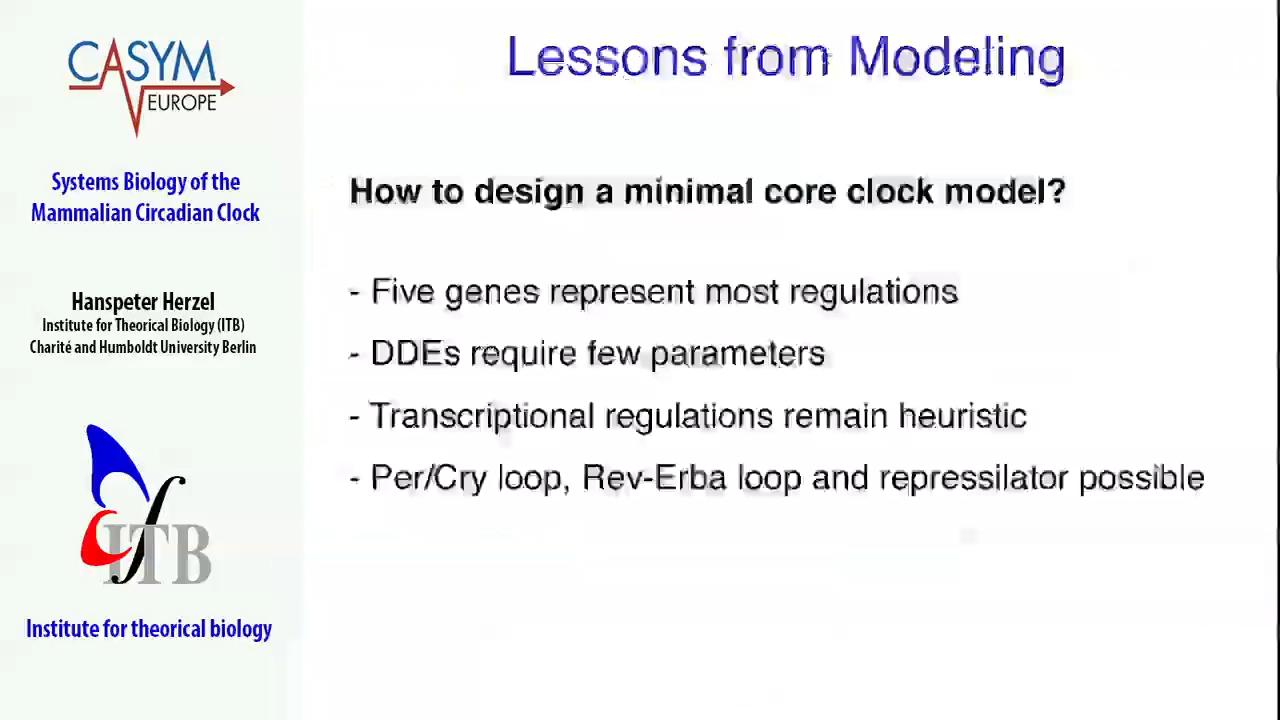 CASYM
EUROPE
Systems Biology of the
Mammalian Circadian Clock
Hanspeter Herzel
Institute for Theorical Biology (ITB)
Charité and Humboldt University Berlin
ITB
Institute for theorical biology
Lessons from Modeling
How to design a minimal core clock model?
- Five genes represent most regulations
- DDEs require few parameters
- Transcriptional regulations remain heuristic
- Per/Cry loop, Rev-Erba loop and repressilator possible